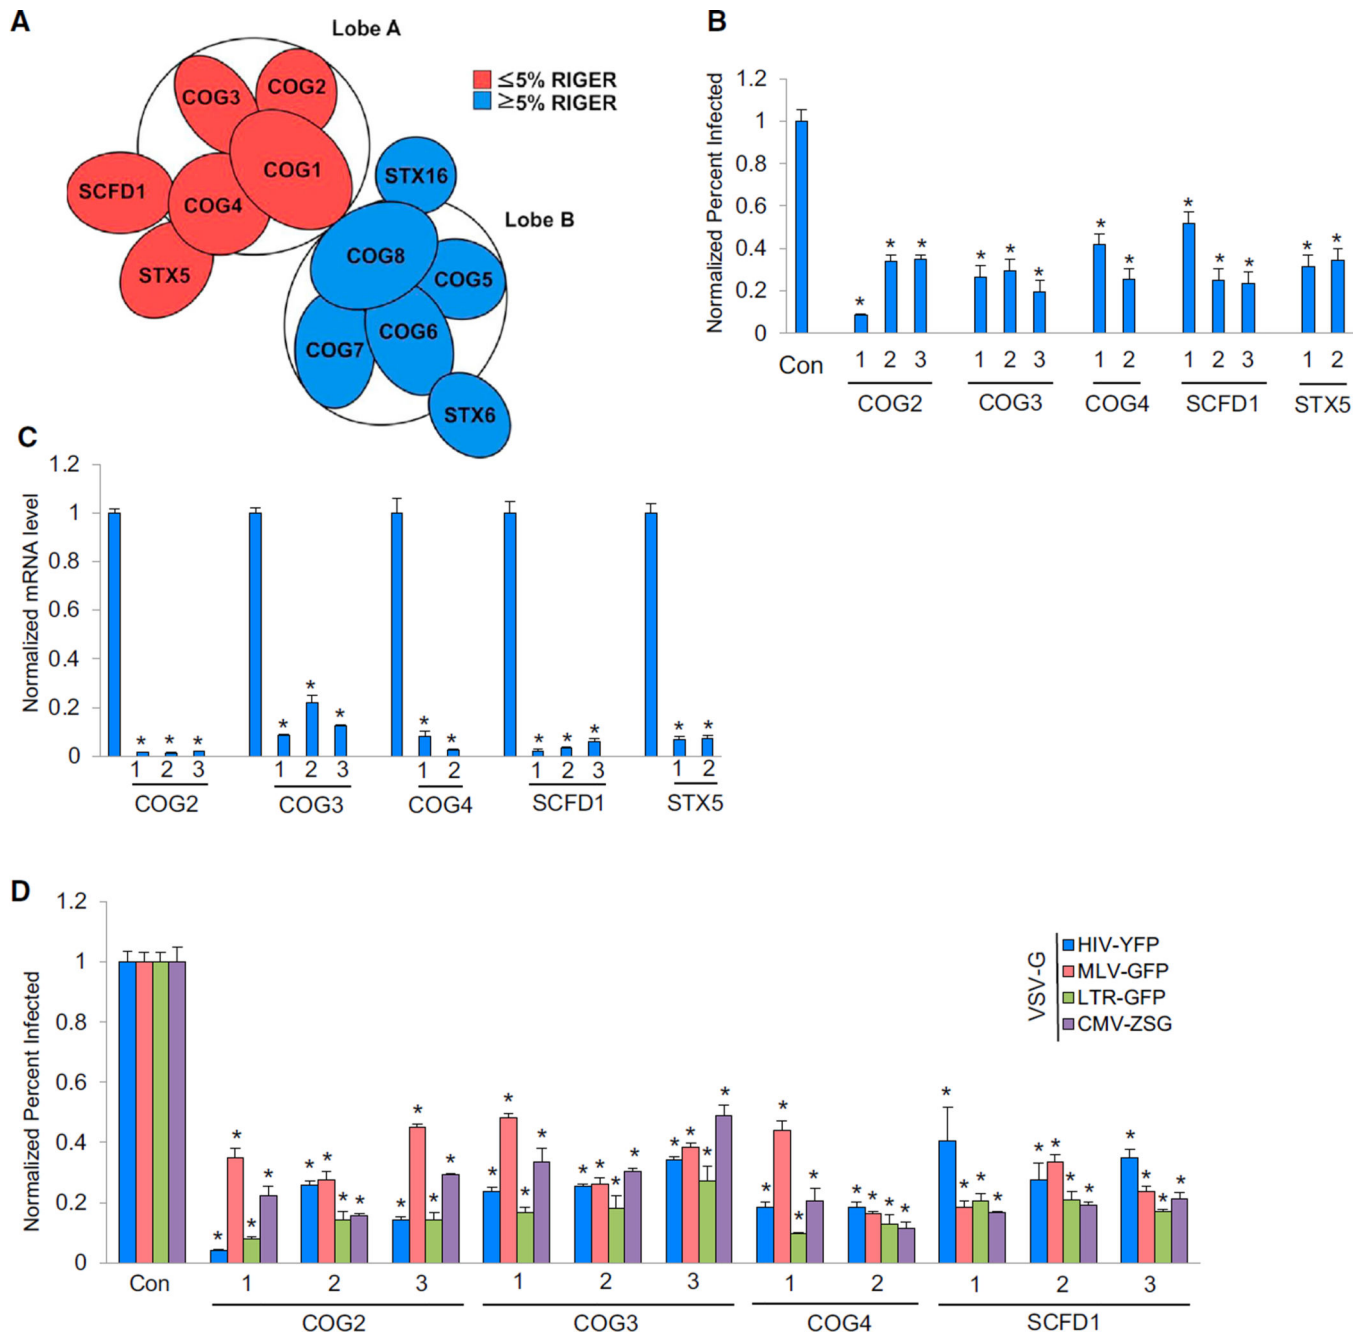 A
Lobe A
COG3
COG2
COG1
SCFD1
COG4
STX5
≤5% RIGER
≥5% RIGER
STX16
Lobe B
COG8
COG5
COG7
COG6
STX6
B
Normalized Percent Infected
1.2
1
0.8
0.6
0.4
0.2
0
* * * * * * * * * * * * *
Con
1 2 3 1 2 3 1 2 1 2 3 1 2
COG2 COG3 COG4 SCFD1 STX5
C
Normalized mRNA level
1.2
1
0.8
0.6
0.4
0.2
0
* * * * * * * * * * * * *
1 2 3 1 2 3 1 2 1 2 3 1 2
COG2 COG3 COG4 SCFD1 STX5
D
Normalized Percent Infected
1.2
1
0.8
0.6
0.4
0.2
0
VSV-G
HIV-YFP
MLV-GFP
LTR-GFP
CMV-ZSG
* * * * * * * * * * * * * * * * * * * * * * * * * * * * * * * * * * * * * * * * * * * *
Con 1 2 3 1 2 3 1 2 1 2 3
COG2 COG3 COG4 SCFD1